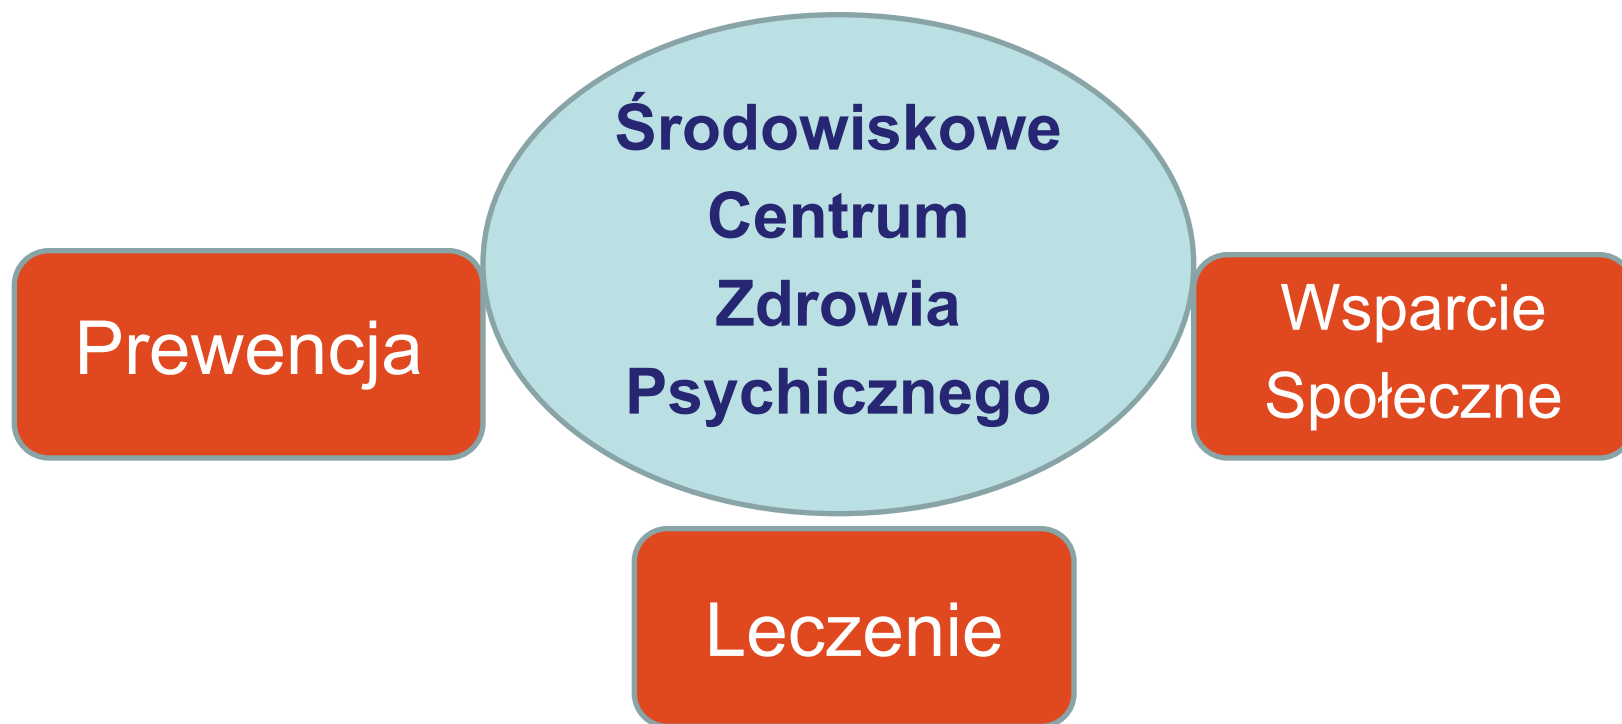 Środowiskowe
Centrum
Zdrowia
Psychicznego
Prewencja
Wsparcie
Społeczne
Leczenie